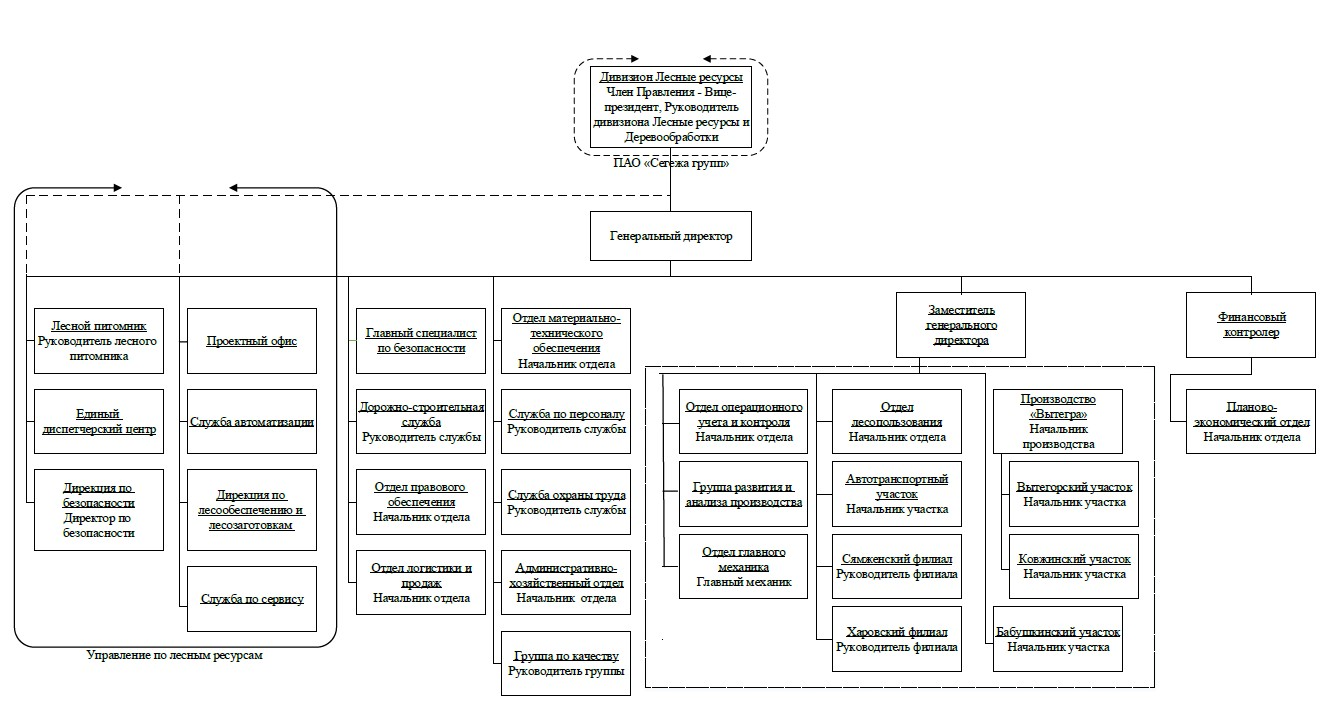 Дивизион Лесные ресурсы
Член Правления - Вице-
президент, Руководитель
дивизиона Лесные ресурсы и
Деревообработки
ПАО «Сегежа групп»
Генеральный директор
Лесной питомник
Руководитель лесного
питомника
Единый
диспетчерский центр
Дирекция по
безопасности
Директор по
безопасности
Проектный офис
Служба автоматизации
Дирекция по
лесообеспечению и
лесозаготовкам
Служба по сервису
Управление по лесным ресурсам
Главный специалист
по безопасности
Дорожно-строительная
служба
Руководитель службы
Отдел правового
обеспечения
Начальник отдела
Отдел логистики и
продаж
Начальник отдела
Отдел материально-
технического
обеспечения
Начальник отдела
Служба по персоналу
Руководитель службы
Служба охраны труда
Руководитель службы
Административно-
хозяйственный отдел
Начальник отдела
Группа по качеству
Руководитель группы
Заместитель
генерального
директора
Отдел операционного
учета и контроля
Начальник отдела
Группа развития и
анализа производства
Отдел главного
механика
Главный механик
Отдел
лесопользования
Начальник отдела
Автотранспортный
участок
Начальник участка
Сямженский филиал
Руководитель филиала
Харовский филиал
Руководитель филиала
Производство
«Вытегра»
Начальник
производства
Вытегорский участок
Начальник участка
Ковжинский участок
Начальник участка
Бабушкинский участок
Начальник участка
Финансовый
контролер
Планово-
экономический отдел
Начальник отдела